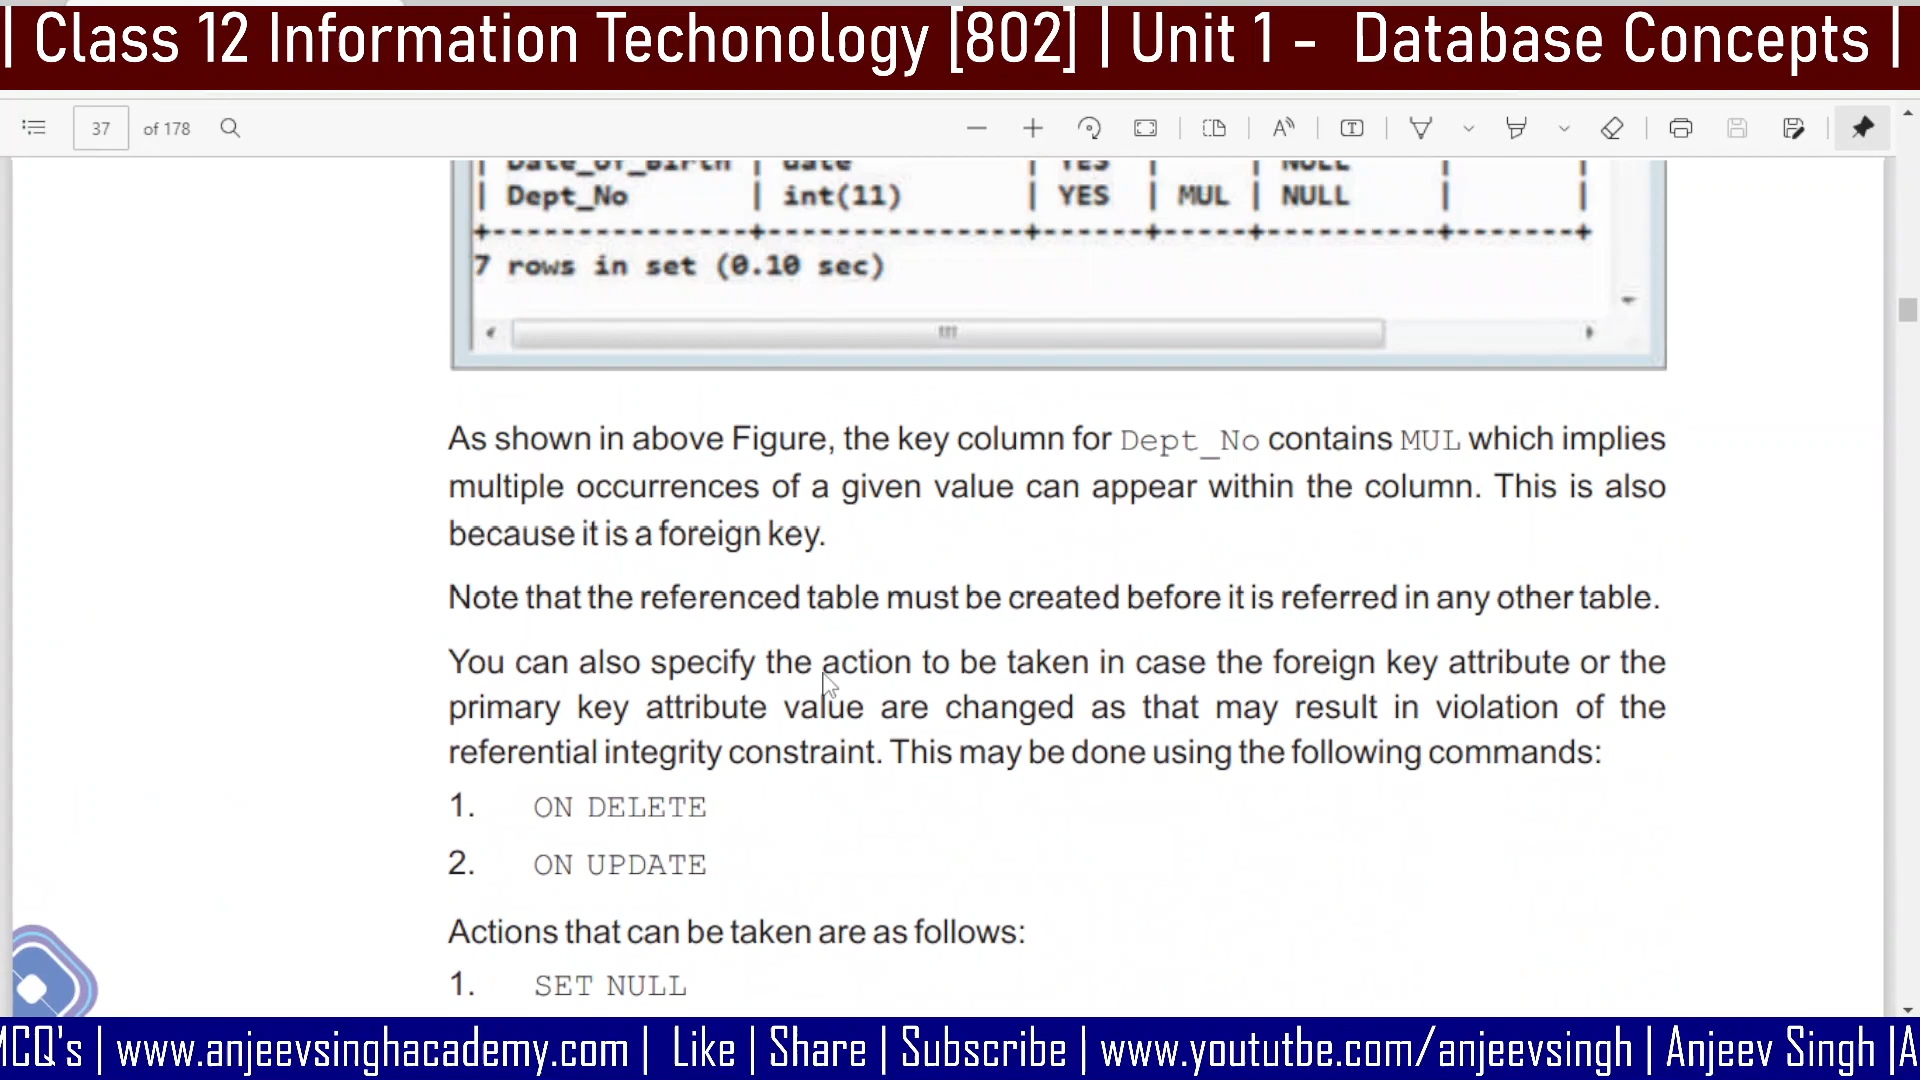 | Class 12 Information Techonology [802] | Unit 1 - Database Concepts |
37 of 178
| Date_of_Birth | date | YES | | NULL | |
| Dept_No | int(11) | YES | MUL | NULL | |
+---------------+---------------+------+-----+----------+-------+
7 rows in set (0.10 sec)
As shown in above Figure, the key column for Dept_No contains MUL which implies
multiple occurrences of a given value can appear within the column. This is also
because it is a foreign key.
Note that the referenced table must be created before it is referred in any other table.
You can also specify the action to be taken in case the foreign key attribute or the
primary key attribute value are changed as that may result in violation of the
referential integrity constraint. This may be done using the following commands:
1. ON DELETE
2. ON UPDATE
Actions that can be taken are as follows:
1. SET NULL
MCQ's | www.anjeevsinghacademy.com | Like | Share | Subscribe | www.yoututbe.com/anjeevsingh | Anjeev Singh |A